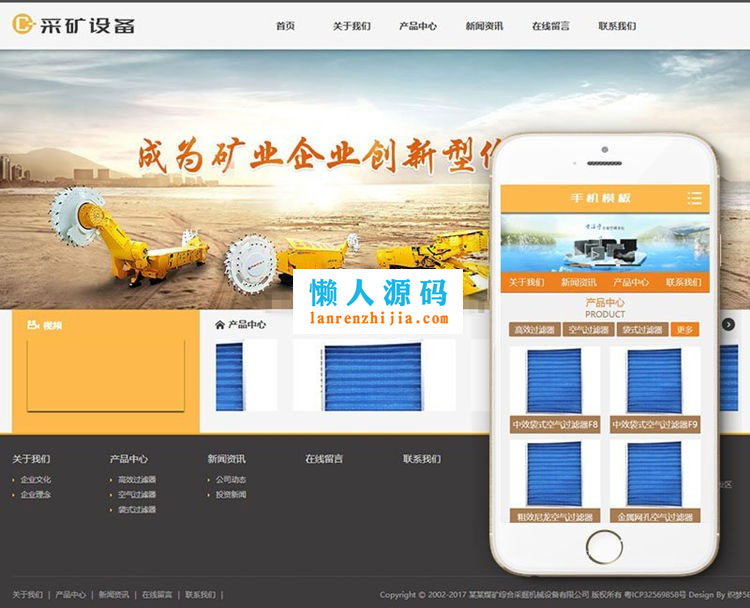 采矿设备
首页 关于我们 产品中心 新闻资讯 在线留言 联系我们
成为矿业企业创新型
手机模板
关于我们 新闻资讯 产品中心 联系我们
懒人源码
lanrenzhijia.com
视频
产品中心
产品中心
PRODUCT
高效过滤器 空气过滤器 袋式过滤器 更多
中效袋式空气过滤器F8 中效袋式空气过滤器F9
粗效尼龙空气过滤器 金属网孔空气过滤器
关于我们 产品中心 新闻资讯 在线留言 联系我们
企业文化 高效过滤器 公司动态
企业理念 空气过滤器 投资新闻
袋式过滤器
关于我们 | 产品中心 | 新闻资讯 | 在线留言 | 联系我们 |
Copyright © 2002-2017 某某煤矿综合采掘机械设备有限公司 版权所有 粤ICP32569858号 Design By 织梦58